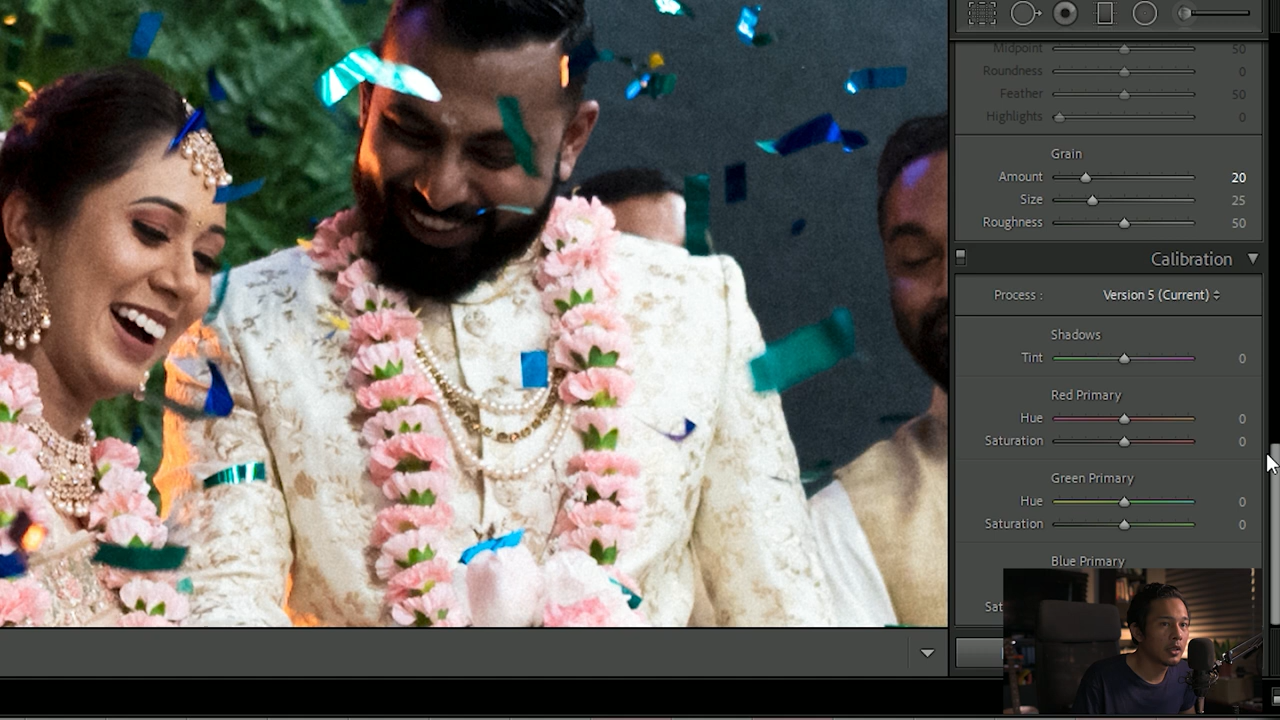 Midpoint 50
Roundness 0
Feather 50
Highlights 0
Grain
Amount 20
Size 25
Roughness 50
Calibration
Process : Version 5 (Current)
Shadows
Tint 0
Red Primary
Hue 0
Saturation 0
Green Primary
Hue 0
Saturation 0
Blue Primary
Sat